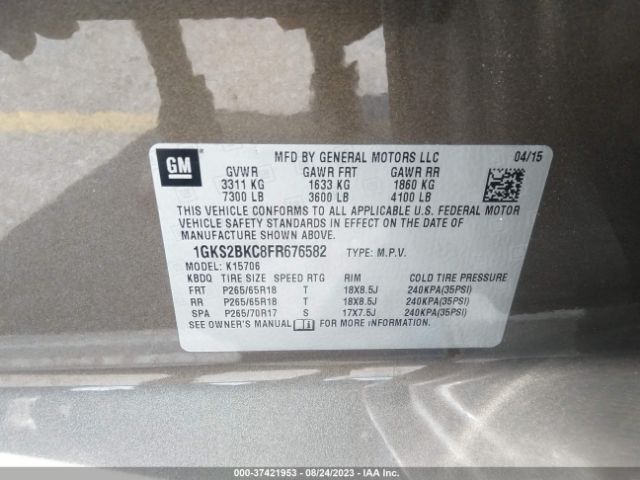 GM
MFD BY GENERAL MOTORS LLC 04/15
GVWR GAWR FRT GAWR RR
3311 KG 1633 KG 1860 KG
7300 LB 3600 LB 4100 LB
THIS VEHICLE CONFORMS TO ALL APPLICABLE U.S. FEDERAL MOTOR
VEHICLE SAFETY STANDARDS IN EFFECT ON THE DATE OF
MANUFACTURE SHOWN ABOVE.
1GKS2BKC8FR676582 TYPE: M.P.V.
MODEL: K15706
KBDQ TIRE SIZE SPEED RTG RIM COLD TIRE PRESSURE
FRT P265/65R18 T 18X8.5J 240KPA(35PSI)
RR P265/65R18 T 18X8.5J 240KPA(35PSI)
SPA P265/70R17 S 17X7.5J 240KPA(35PSI)
SEE OWNER'S MANUAL FOR MORE INFORMATION.
000-37421953 - 08/24/2023 - IAA Inc.